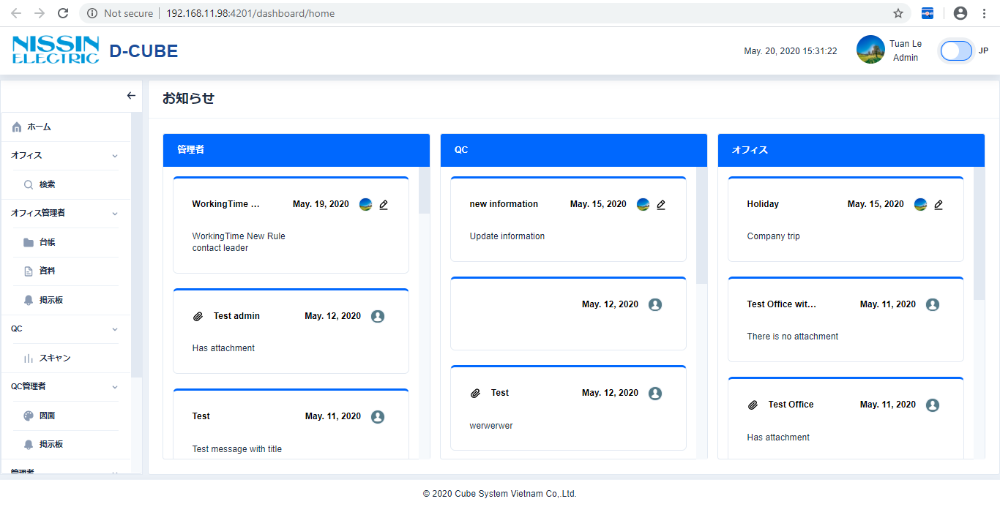 Not secure | 192.168.11.98:4201/dashboard/home
NISSIN
ELECTRIC
D-CUBE
May. 20, 2020 15:31:22
Tuan Le
Admin
JP
ホーム
オフィス
検索
オフィス管理者
台帳
資料
掲示板
QC
スキャン
QC管理者
図面
掲示板
管理者
お知らせ
管理者
WorkingTime ... May. 19, 2020
WorkingTime New Rule
contact leader
Test admin May. 12, 2020
Has attachment
Test May. 11, 2020
Test message with title
QC
new information May. 15, 2020
Update information
May. 12, 2020
Test May. 12, 2020
werwerwer
オフィス
Holiday May. 15, 2020
Company trip
Test Office wit... May. 11, 2020
There is no attachment
Test Office May. 11, 2020
Has attachment
© 2020 Cube System Vietnam Co,.Ltd.